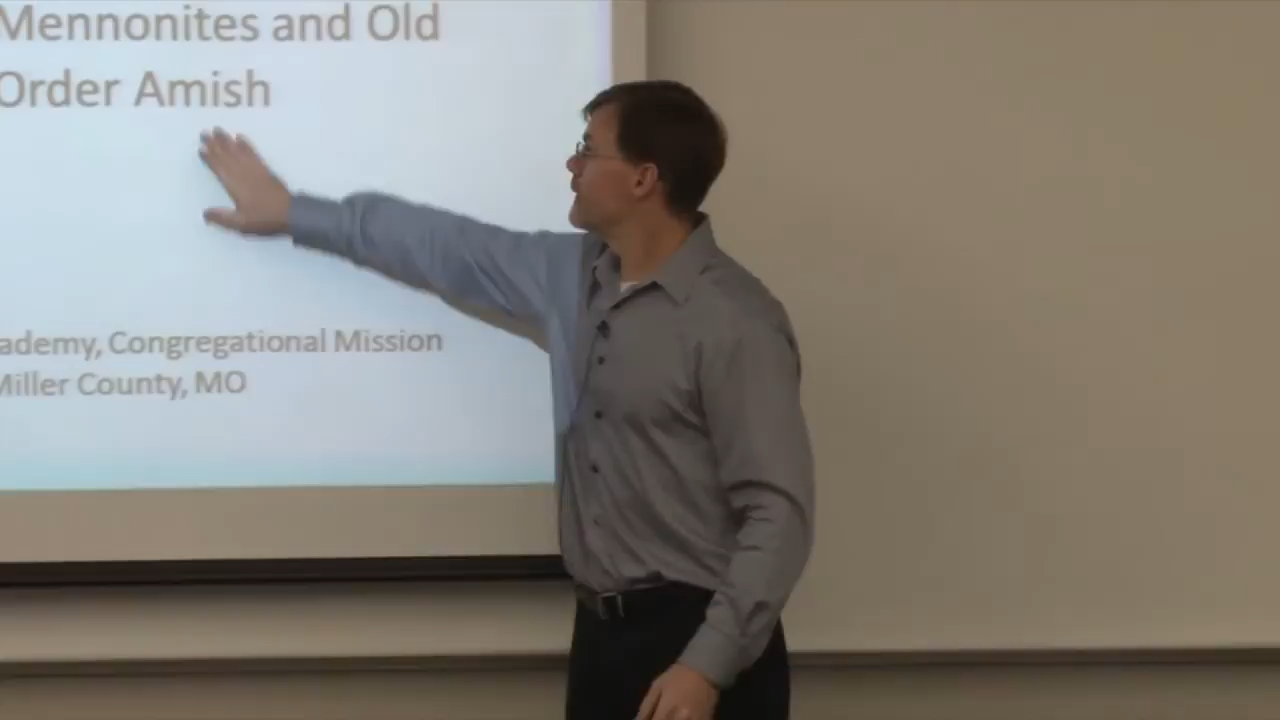 Mennonites and Old
Order Amish
ademy, Congregational Mission
Miller County, MO